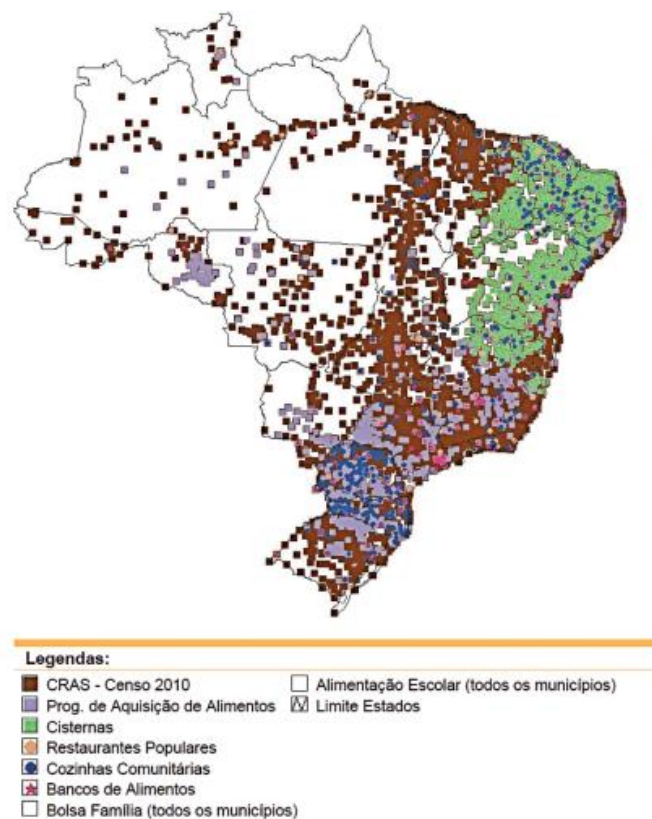 Legendas:
CRAS - Censo 2010
Prog. de Aquisição de Alimentos
Cisternas
Restaurantes Populares
Cozinhas Comunitárias
Bancos de Alimentos
Bolsa Família (todos os municípios)
Alimentação Escolar (todos os municípios)
Limite Estados